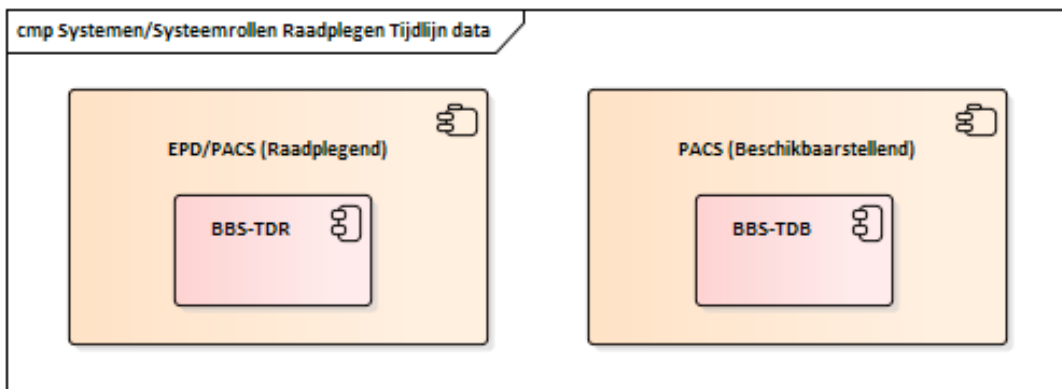 cmp Systemen/Systeemrollen Raadplegen Tijdlijn data
EPD/PACS (Raadplegend)
BBS-TDR
PACS (Beschikbaarstellend)
BBS-TDB